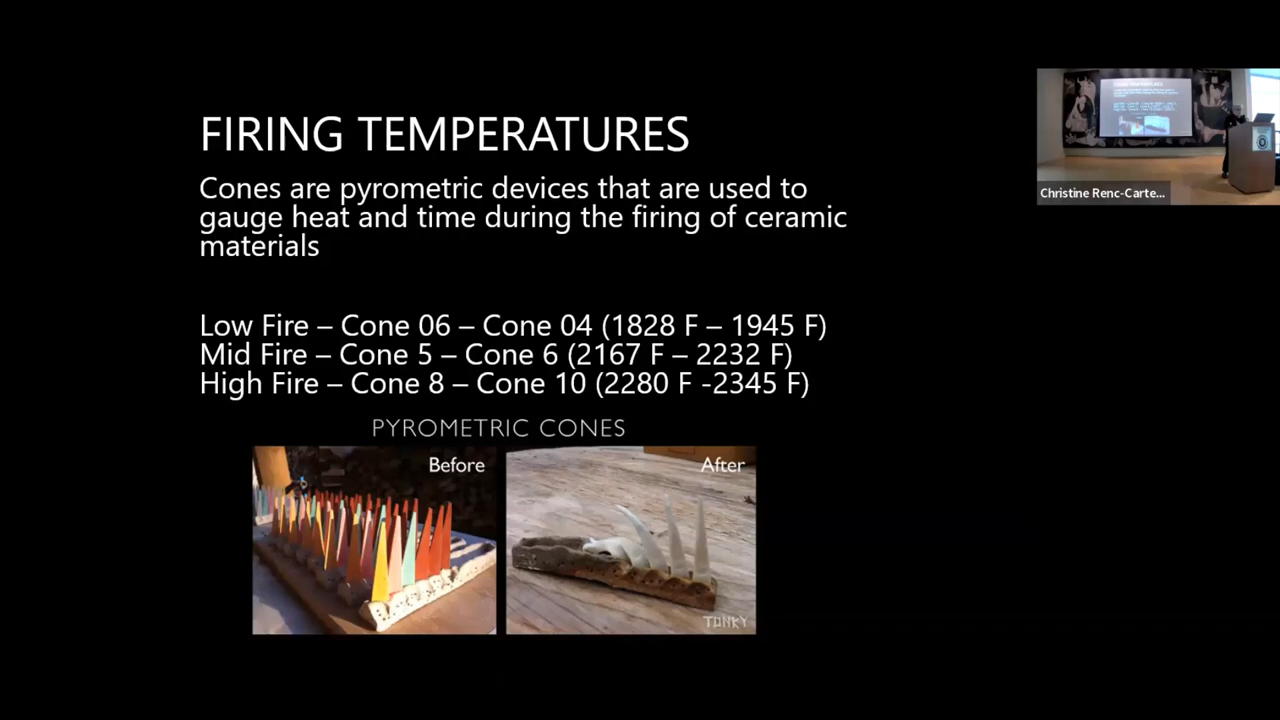 FIRING TEMPERATURES
Cones are pyrometric devices that are used to
gauge heat and time during the firing of ceramic
materials
Low Fire – Cone 06 – Cone 04 (1828 F – 1945 F)
Mid Fire – Cone 5 – Cone 6 (2167 F – 2232 F)
High Fire – Cone 8 – Cone 10 (2280 F -2345 F)
PYROMETRIC CONES
Before
After
TONKY
Christine Renc-Carte...